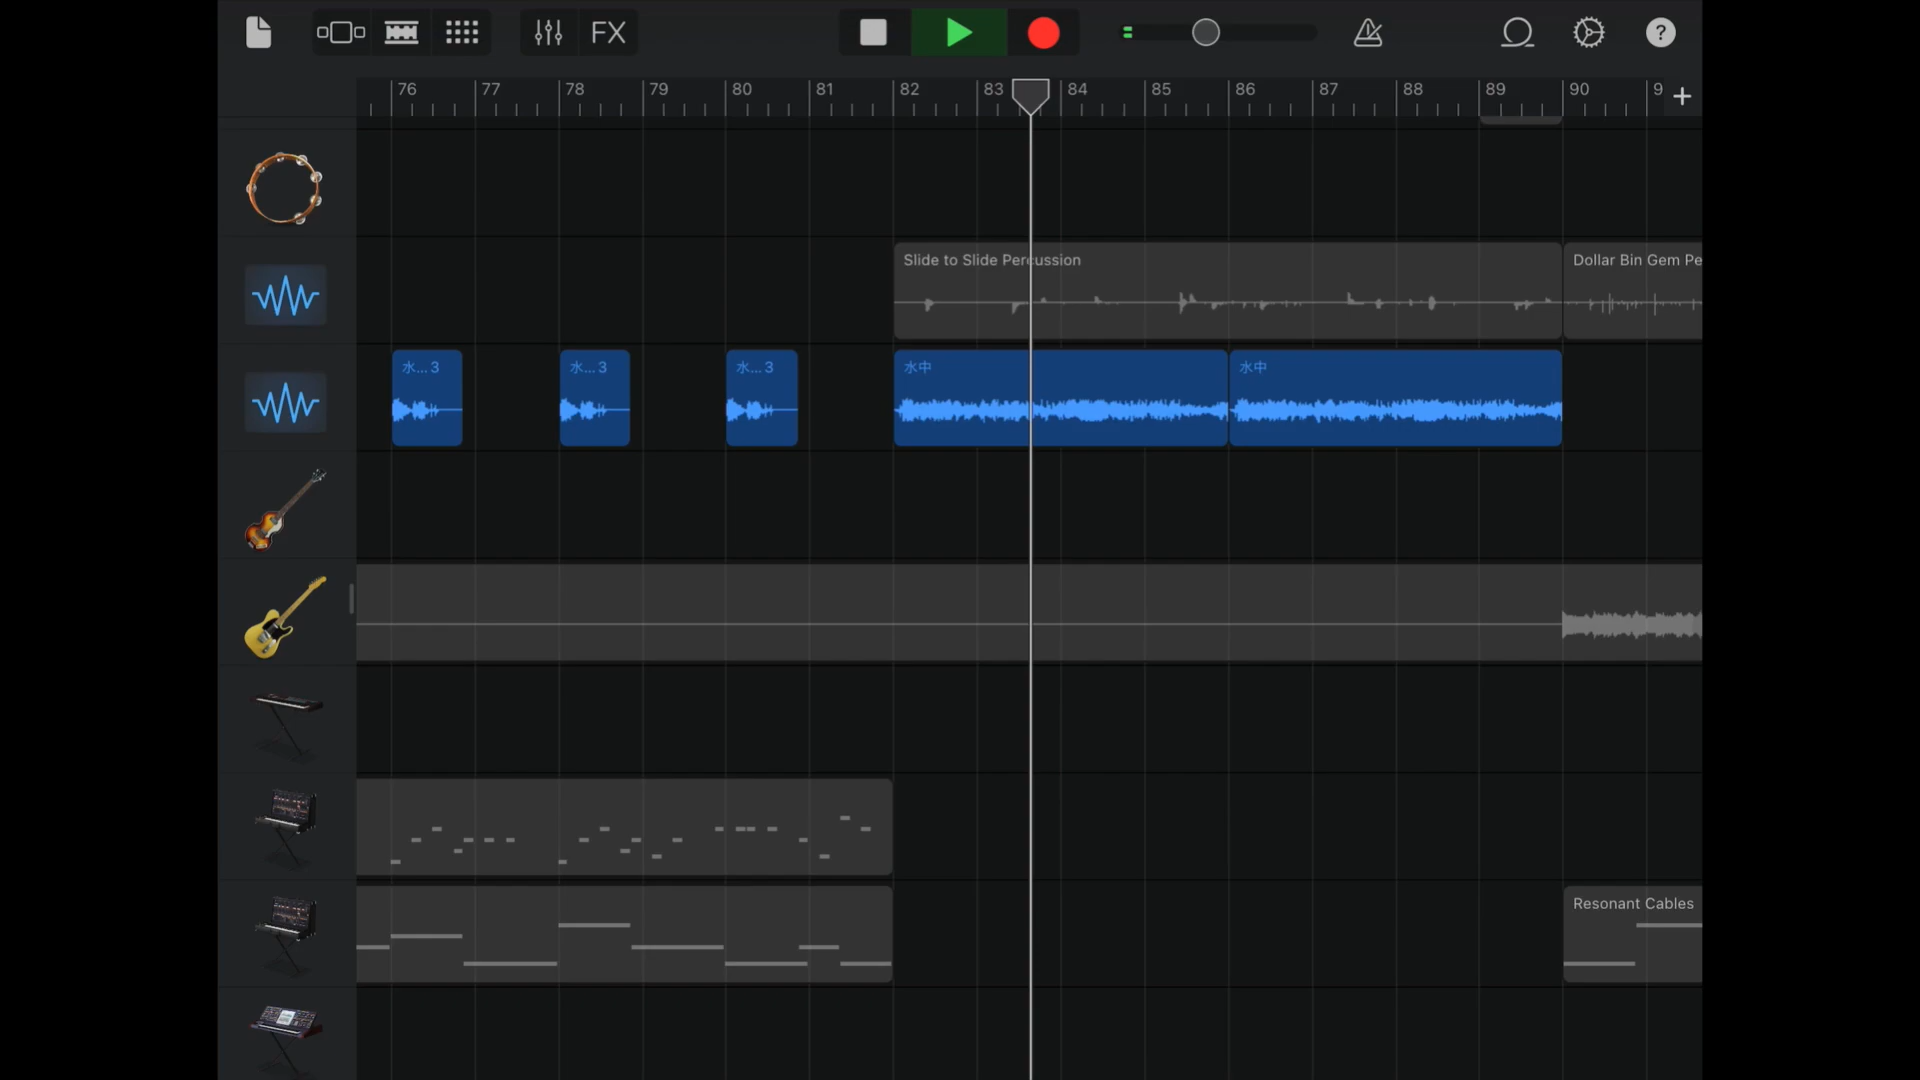 FX
?
76 77 78 79 80 81 82 83 84 85 86 87 88 89 90 9 +
Slide to Slide Percussion
Dollar Bin Gem Pe
水...3
水...3
水...3
水中
水中
Resonant Cables